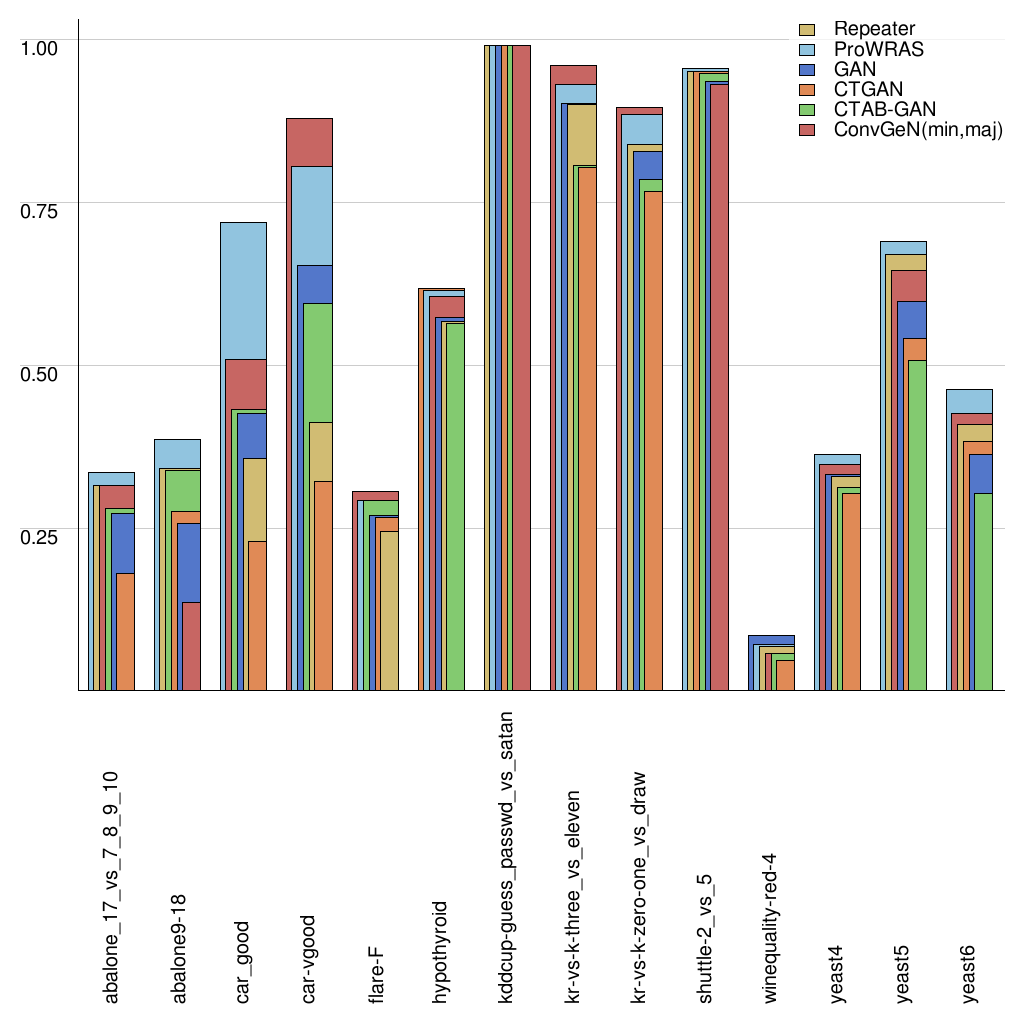 Repeater
ProWRAS
GAN
CTGAN
CTAB-GAN
ConvGeN(min,maj)
1.00
0.75
0.50
0.25
abalone_17_vs_7_8_9_10
abalone9-18
car_good
car-vgood
flare-F
hypothyroid
kddcup-guess_passwd_vs_satan
kr-vs-k-three_vs_eleven
kr-vs-k-zero-one_vs_draw
shuttle-2_vs_5
winequality-red-4
yeast4
yeast5
yeast6